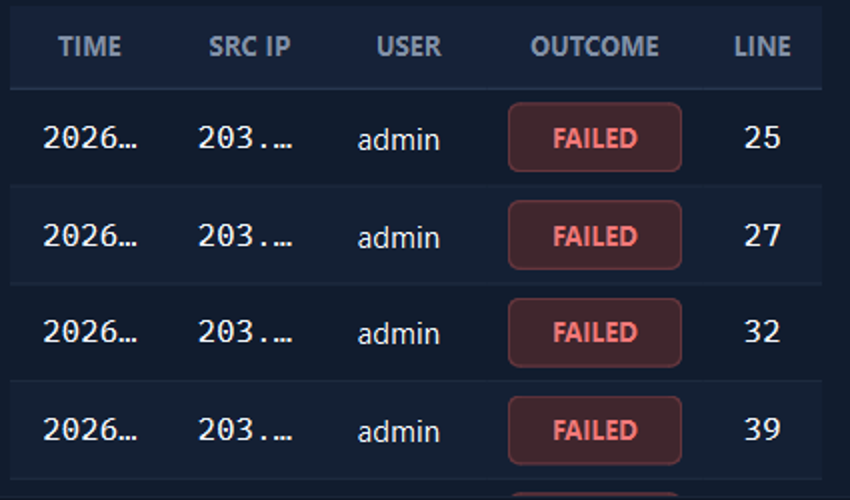 TIME SRC IP USER OUTCOME LINE
2026… 203.… admin FAILED 25
2026… 203.… admin FAILED 27
2026… 203.… admin FAILED 32
2026… 203.… admin FAILED 39